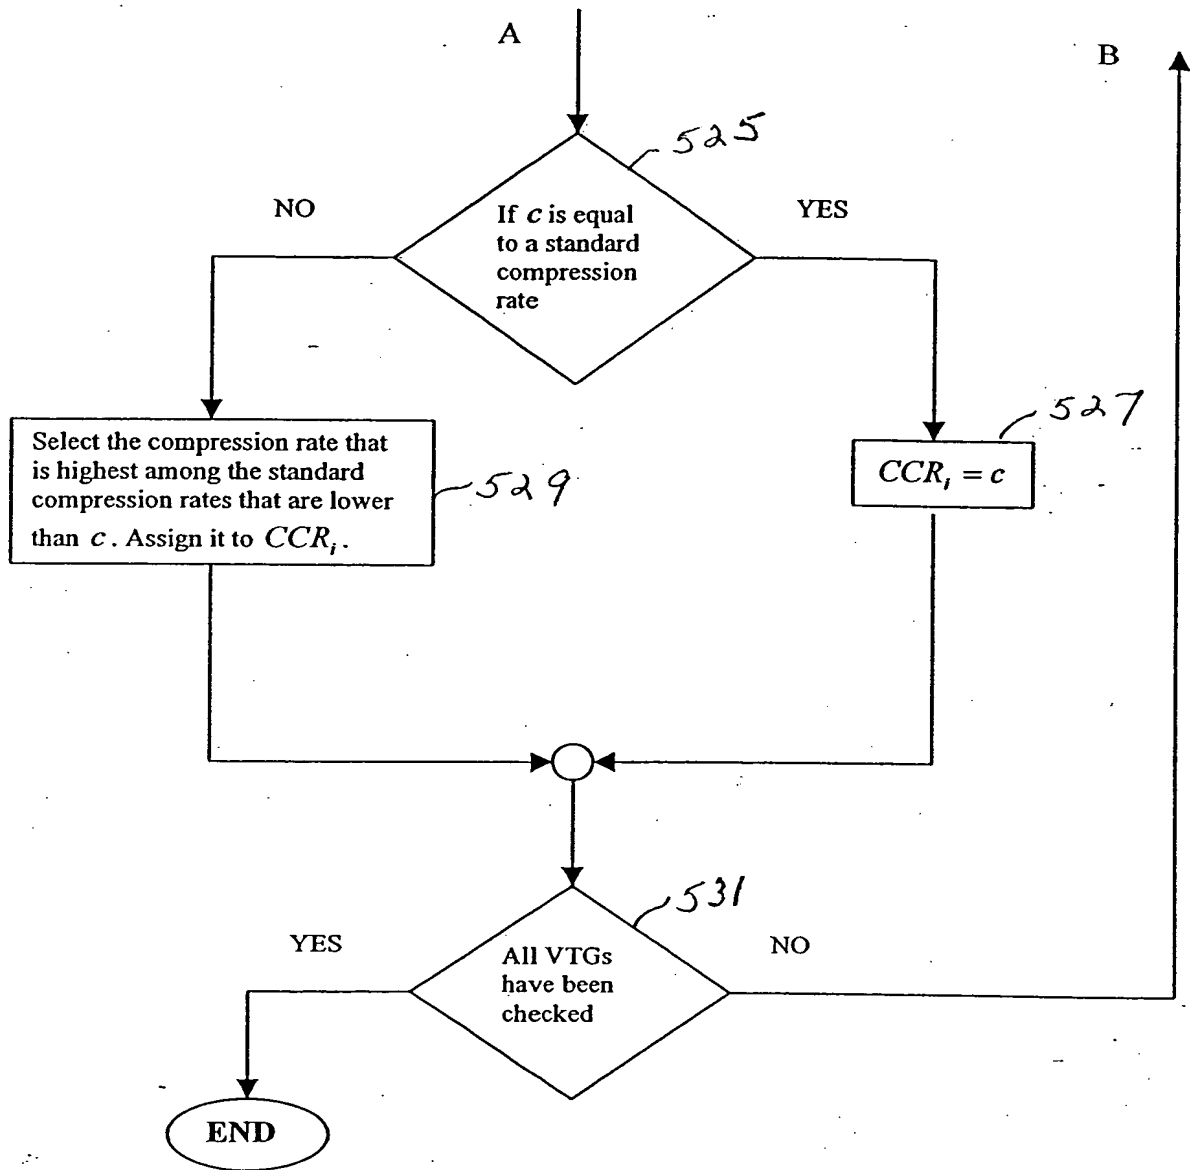 A
B
525
NO
YES
If c is equal
to a standard
compression
rate
527
Select the compression rate that
is highest among the standard
compression rates that are lower
than c. Assign it to CCR_i.
529
CCR_i = c
531
YES
NO
All VTGs
have been
checked
END